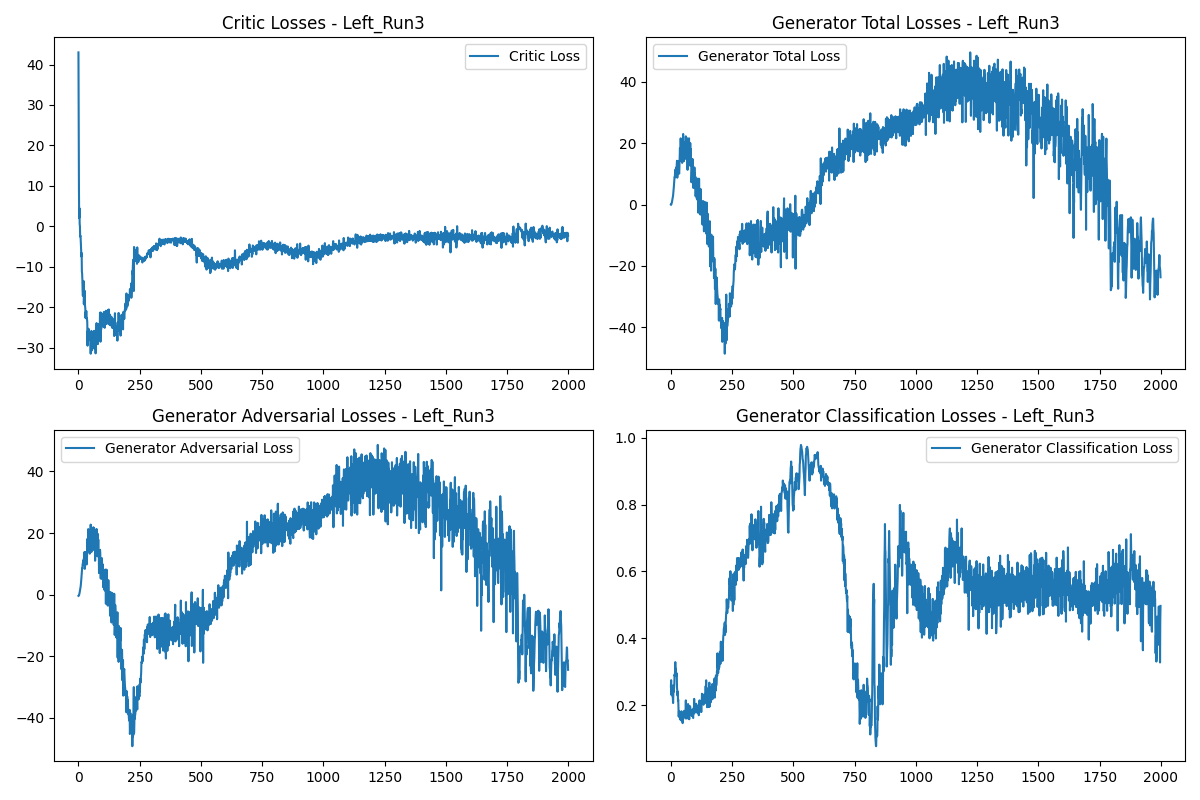 Critic Losses - Left_Run3
Critic Loss
40
30
20
10
0
−10
−20
−30
0 250 500 750 1000 1250 1500 1750 2000
Generator Total Losses - Left_Run3
Generator Total Loss
40
20
0
−20
−40
0 250 500 750 1000 1250 1500 1750 2000
Generator Adversarial Losses - Left_Run3
Generator Adversarial Loss
40
20
0
−20
−40
0 250 500 750 1000 1250 1500 1750 2000
Generator Classification Losses - Left_Run3
Generator Classification Loss
1.0
0.8
0.6
0.4
0.2
0 250 500 750 1000 1250 1500 1750 2000